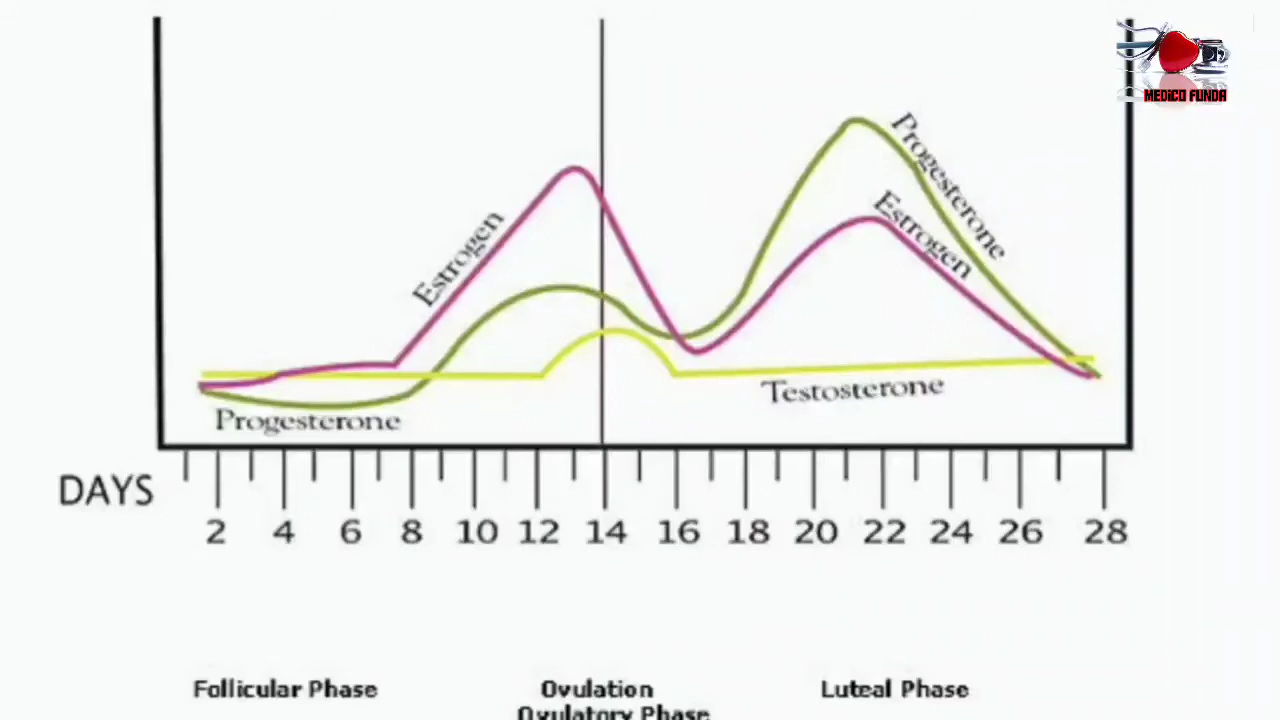 MEDICO FUNDA
Progesterone
Estrogen
Estrogen
Progesterone
Testosterone
DAYS
2 4 6 8 10 12 14 16 18 20 22 24 26 28
Follicular Phase Ovulation Luteal Phase
Ovulatory Phase